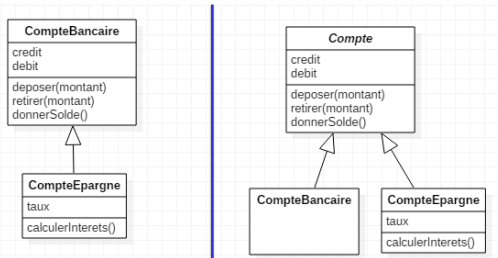 CompteBancaire
credit
debit
deposer(montant)
retirer(montant)
donnerSolde()
CompteEpargne
taux
calculerInterets()
Compte
credit
debit
deposer(montant)
retirer(montant)
donnerSolde()
CompteBancaire
CompteEpargne
taux
calculerInterets()